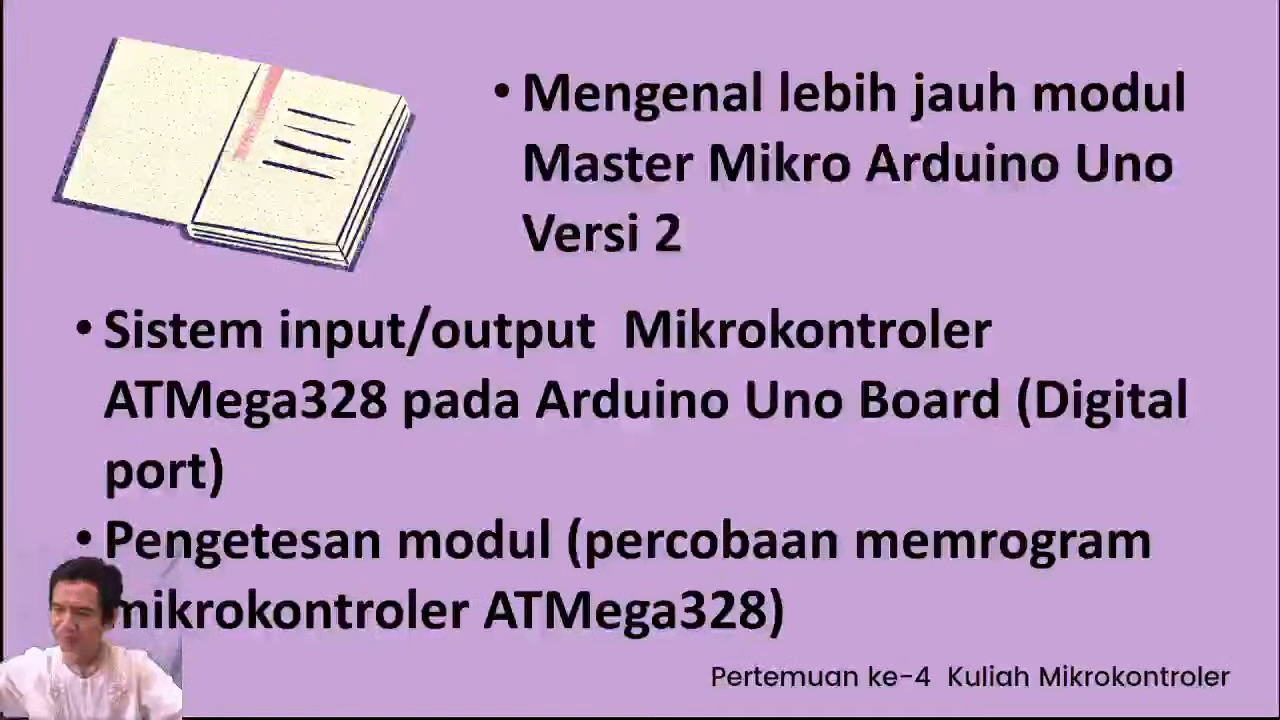 • Mengenal lebih jauh modul
Master Mikro Arduino Uno
Versi 2
• Sistem input/output Mikrokontroler
ATMega328 pada Arduino Uno Board (Digital
port)
• Pengetesan modul (percobaan memrogram
mikrokontroler ATMega328)
Pertemuan ke-4 Kuliah Mikrokontroler